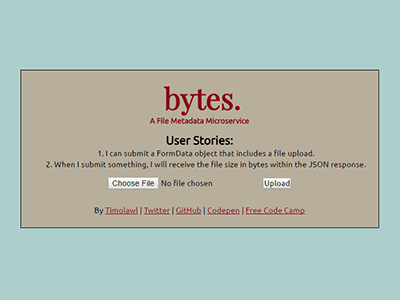 bytes.
A File Metadata Microservice
User Stories:
1. I can submit a FormData object that includes a file upload.
2. When I submit something, I will receive the file size in bytes within the JSON response.
Choose File No file chosen Upload
By Timolawl | Twitter | GitHub | Codepen | Free Code Camp